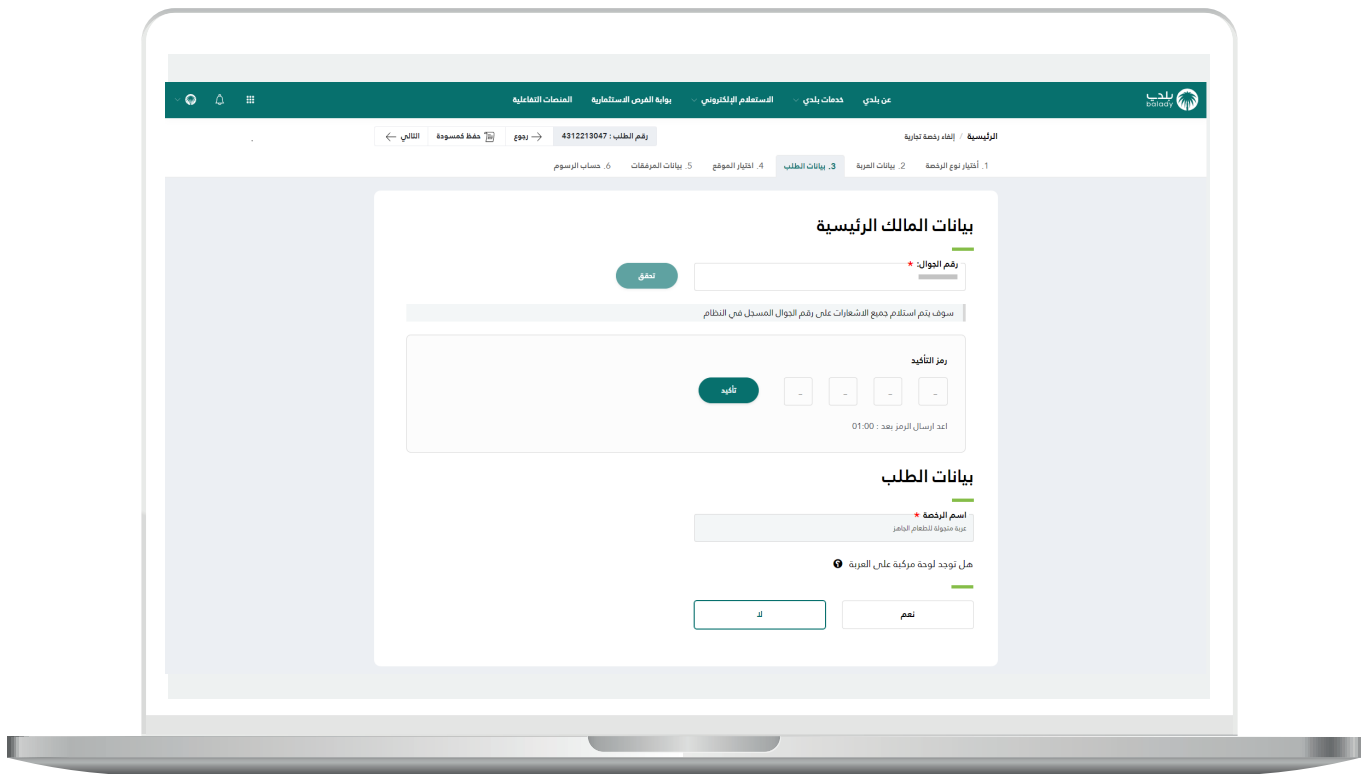 بلدي
balady
عن بلدي
خدمات بلدي
الاستعلام الإلكتروني
بوابة الفرص الاستثمارية
المنصات التفاعلية
الرئيسية / إلغاء رخصة تجارية
رقم الطلب : 4312213047
رجوع
حفظ كمسودة
التالي
1. أختيار نوع الرخصة
2. بيانات العربة
3. بيانات الطلب
4. اختيار الموقع
5. بيانات المرفقات
6. حساب الرسوم
بيانات المالك الرئيسية
رقم الجوال: *
تحقق
سوف يتم استلام جميع الاشعارات على رقم الجوال المسجل في النظام
رمز التأكيد
_ _ _ _
تأكيد
اعد ارسال الرمز بعد : 01:00
بيانات الطلب
اسم الرخصة *
عربة متجولة للطعام الجاهز
هل توجد لوحة مركبة على العربة ؟
نعم
لا